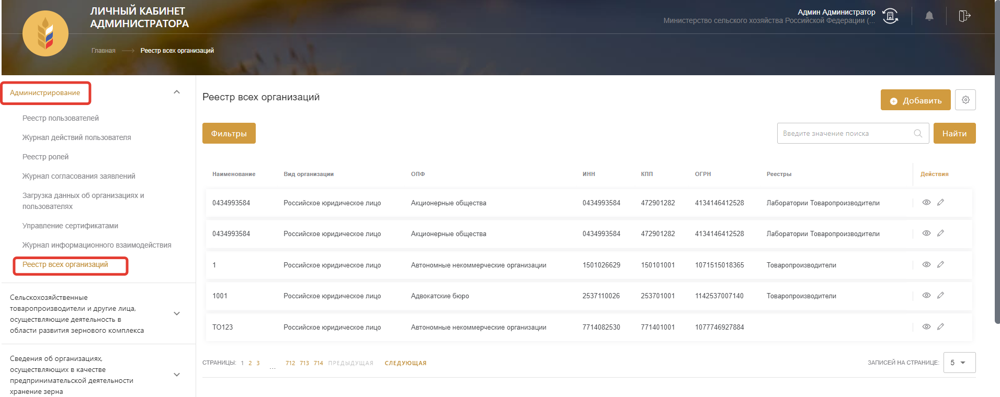 ЛИЧНЫЙ КАБИНЕТ
АДМИНИСТРАТОРА
Админ Администратор
Министерство сельского хозяйства Российской Федерации (...
Главная
Реестр всех организаций
Администрирование
Реестр пользователей
Журнал действий пользователя
Реестр ролей
Журнал согласования заявлений
Загрузка данных об организациях и
пользователях
Управление сертификатами
Журнал информационного взаимодействия
Реестр всех организаций
Сельскохозяйственные
товаропроизводители и другие лица,
осуществляющие деятельность в
области развития зернового комплекса
Сведения об организациях,
осуществляющих в качестве
предпринимательской деятельности
хранение зерна
Реестр всех организаций
Добавить
Фильтры
Введите значение поиска
Найти
Наименование Вид организации ОПФ ИНН КПП ОГРН Реестры Действия
0434993584 Российское юридическое лицо Акционерные общества 0434993584 472901282 4134146412528 Лаборатории Товаропроизводители
0434993584 Российское юридическое лицо Акционерные общества 0434993584 472901282 4134146412528 Лаборатории Товаропроизводители
1 Российское юридическое лицо Автономные некоммерческие организации 1501026629 150101001 1071515018365 Товаропроизводители
1001 Российское юридическое лицо Адвокатские бюро 2537110026 253701001 1142537007140 Товаропроизводители
ТО123 Российское юридическое лицо Автономные некоммерческие организации 7714082530 771401001 1077746927884
СТРАНИЦЫ: 1 2 3 ... 712 713 714 ПРЕДЫДУЩАЯ СЛЕДУЮЩАЯ
ЗАПИСЕЙ НА СТРАНИЦЕ: 5